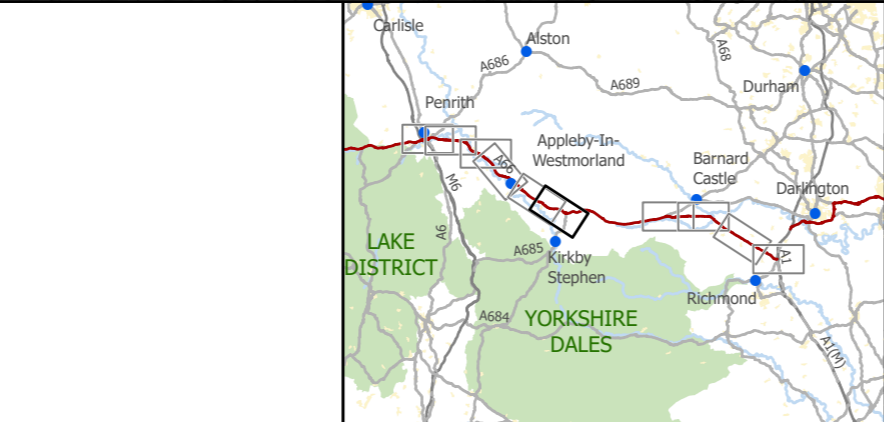 Carlisle
Alston
A68
A686
A689
Durham
Penrith
Appleby-In-
Westmorland
A66
Barnard
Castle
Darlington
M6
A6
LAKE
DISTRICT
A685
Kirkby
Stephen
A1
Richmond
A684
YORKSHIRE
DALES
A1(M)